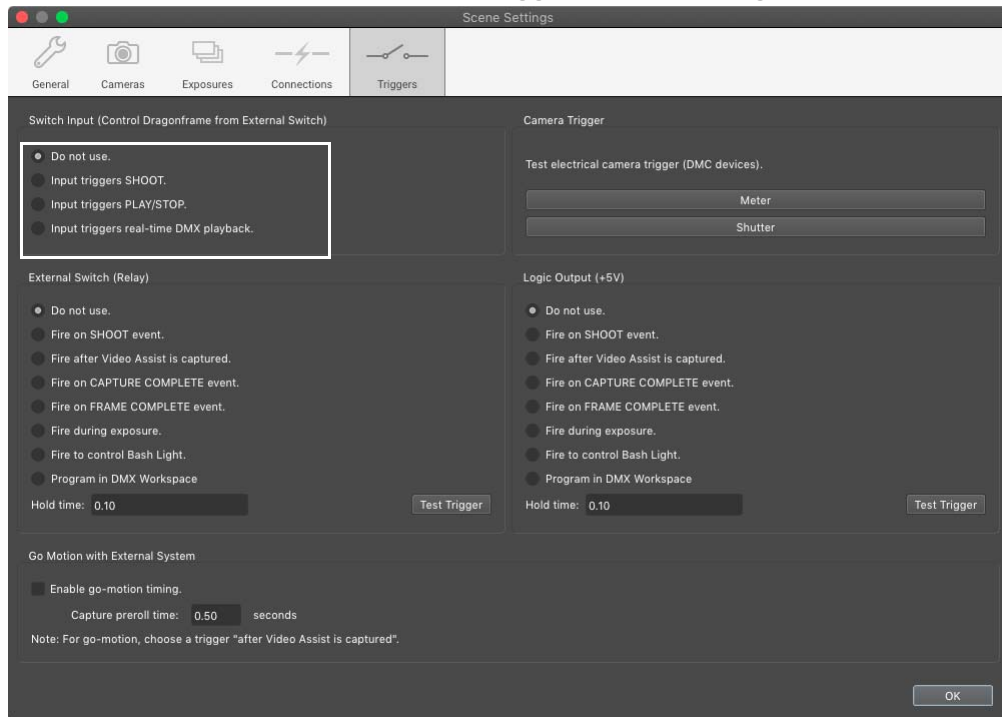 Scene Settings
General Cameras Exposures Connections Triggers
Switch Input (Control Dragonframe from External Switch)
Do not use.
Input triggers SHOOT.
Input triggers PLAY/STOP.
Input triggers real-time DMX playback.
Camera Trigger
Test electrical camera trigger (DMC devices).
Meter
Shutter
External Switch (Relay)
Do not use.
Fire on SHOOT event.
Fire after Video Assist is captured.
Fire on CAPTURE COMPLETE event.
Fire on FRAME COMPLETE event.
Fire during exposure.
Fire to control Bash Light.
Program in DMX Workspace
Hold time: 0.10 Test Trigger
Logic Output (+5V)
Do not use.
Fire on SHOOT event.
Fire after Video Assist is captured.
Fire on CAPTURE COMPLETE event.
Fire on FRAME COMPLETE event.
Fire during exposure.
Fire to control Bash Light.
Program in DMX Workspace
Hold time: 0.10 Test Trigger
Go Motion with External System
Enable go-motion timing.
Capture preroll time: 0.50 seconds
Note: For go-motion, choose a trigger "after Video Assist is captured".
OK